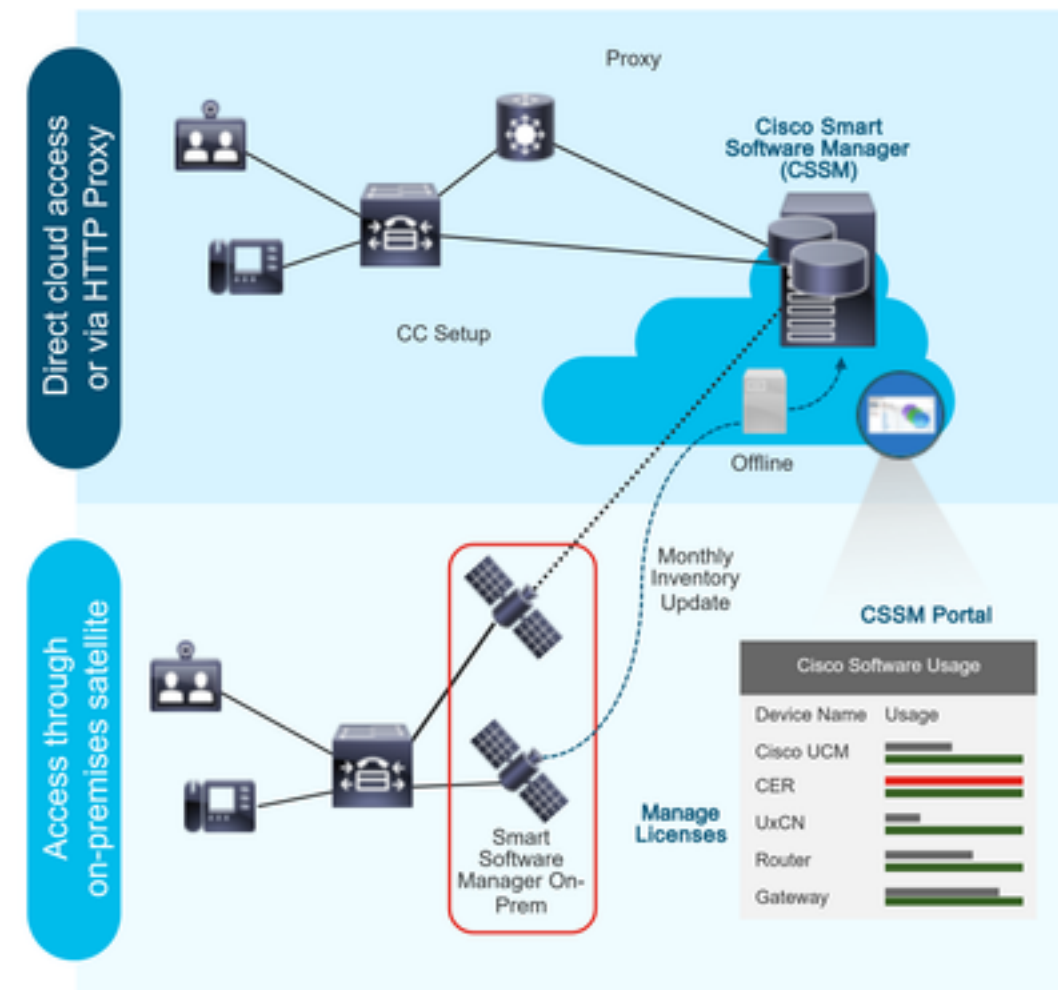 Direct cloud access
or via HTTP Proxy
Proxy
Cisco Smart
Software Manager
(CSSM)
CC Setup
Offline
Access through
on-premises satellite
Monthly
Inventory
Update
Smart
Software
Manager On-
Prem
Manage
Licenses
CSSM Portal
Cisco Software Usage
Device Name Usage
Cisco UCM
CER
UxCN
Router
Gateway